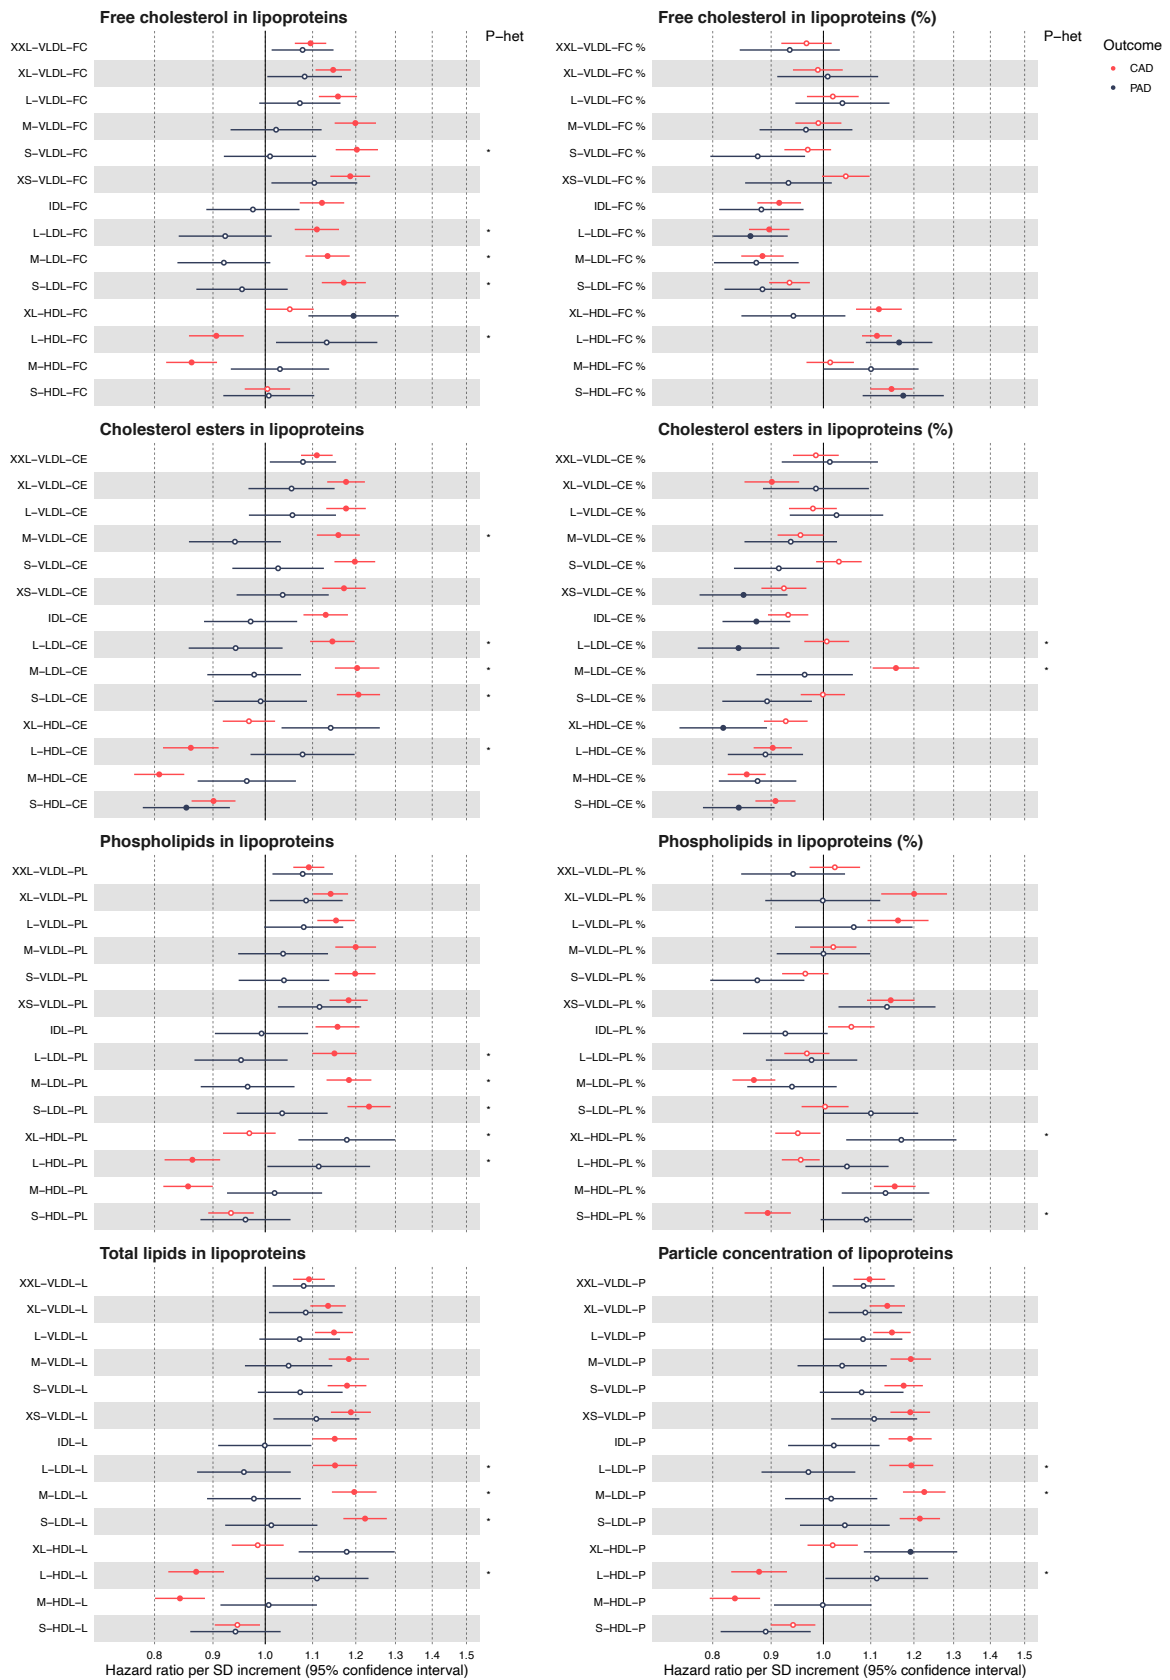 Free cholesterol in lipoproteins
P-het
XXL-VLDL-FC
XL-VLDL-FC
L-VLDL-FC
M-VLDL-FC
S-VLDL-FC *
XS-VLDL-FC
IDL-FC
L-LDL-FC *
M-LDL-FC *
S-LDL-FC *
XL-HDL-FC
L-HDL-FC *
M-HDL-FC
S-HDL-FC
Cholesterol esters in lipoproteins
XXL-VLDL-CE
XL-VLDL-CE
L-VLDL-CE
M-VLDL-CE *
S-VLDL-CE
XS-VLDL-CE
IDL-CE
L-LDL-CE *
M-LDL-CE *
S-LDL-CE *
XL-HDL-CE
L-HDL-CE *
M-HDL-CE
S-HDL-CE
Phospholipids in lipoproteins
XXL-VLDL-PL
XL-VLDL-PL
L-VLDL-PL
M-VLDL-PL
S-VLDL-PL
XS-VLDL-PL
IDL-PL
L-LDL-PL *
M-LDL-PL *
S-LDL-PL *
XL-HDL-PL *
L-HDL-PL *
M-HDL-PL
S-HDL-PL
Total lipids in lipoproteins
XXL-VLDL-L
XL-VLDL-L
L-VLDL-L
M-VLDL-L
S-VLDL-L
XS-VLDL-L
IDL-L
L-LDL-L *
M-LDL-L *
S-LDL-L *
XL-HDL-L
L-HDL-L *
M-HDL-L
S-HDL-L
0.8 0.9 1.0 1.1 1.2 1.3 1.4 1.5
Hazard ratio per SD increment (95% confidence interval)
Free cholesterol in lipoproteins (%)
P-het
XXL-VLDL-FC %
XL-VLDL-FC %
L-VLDL-FC %
M-VLDL-FC %
S-VLDL-FC %
XS-VLDL-FC %
IDL-FC %
L-LDL-FC %
M-LDL-FC %
S-LDL-FC %
XL-HDL-FC %
L-HDL-FC %
M-HDL-FC %
S-HDL-FC %
Cholesterol esters in lipoproteins (%)
XXL-VLDL-CE %
XL-VLDL-CE %
L-VLDL-CE %
M-VLDL-CE %
S-VLDL-CE %
XS-VLDL-CE %
IDL-CE %
L-LDL-CE % *
M-LDL-CE % *
S-LDL-CE %
XL-HDL-CE %
L-HDL-CE %
M-HDL-CE %
S-HDL-CE %
Phospholipids in lipoproteins (%)
XXL-VLDL-PL %
XL-VLDL-PL %
L-VLDL-PL %
M-VLDL-PL %
S-VLDL-PL %
XS-VLDL-PL %
IDL-PL %
L-LDL-PL %
M-LDL-PL %
S-LDL-PL %
XL-HDL-PL % *
L-HDL-PL %
M-HDL-PL %
S-HDL-PL % *
Particle concentration of lipoproteins
XXL-VLDL-P
XL-VLDL-P
L-VLDL-P
M-VLDL-P
S-VLDL-P
XS-VLDL-P
IDL-P
L-LDL-P *
M-LDL-P *
S-LDL-P
XL-HDL-P
L-HDL-P *
M-HDL-P
S-HDL-P
0.8 0.9 1.0 1.1 1.2 1.3 1.4 1.5
Hazard ratio per SD increment (95% confidence interval)
Outcome
CAD
PAD